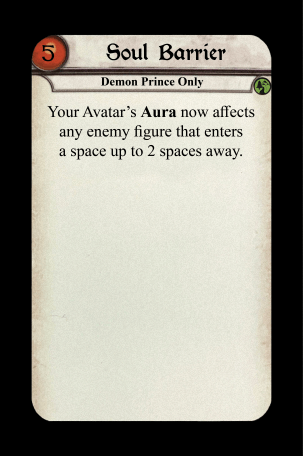 5
Soul Barrier
Demon Prince Only
Your Avatar's Aura now affects
any enemy figure that enters
a space up to 2 spaces away.